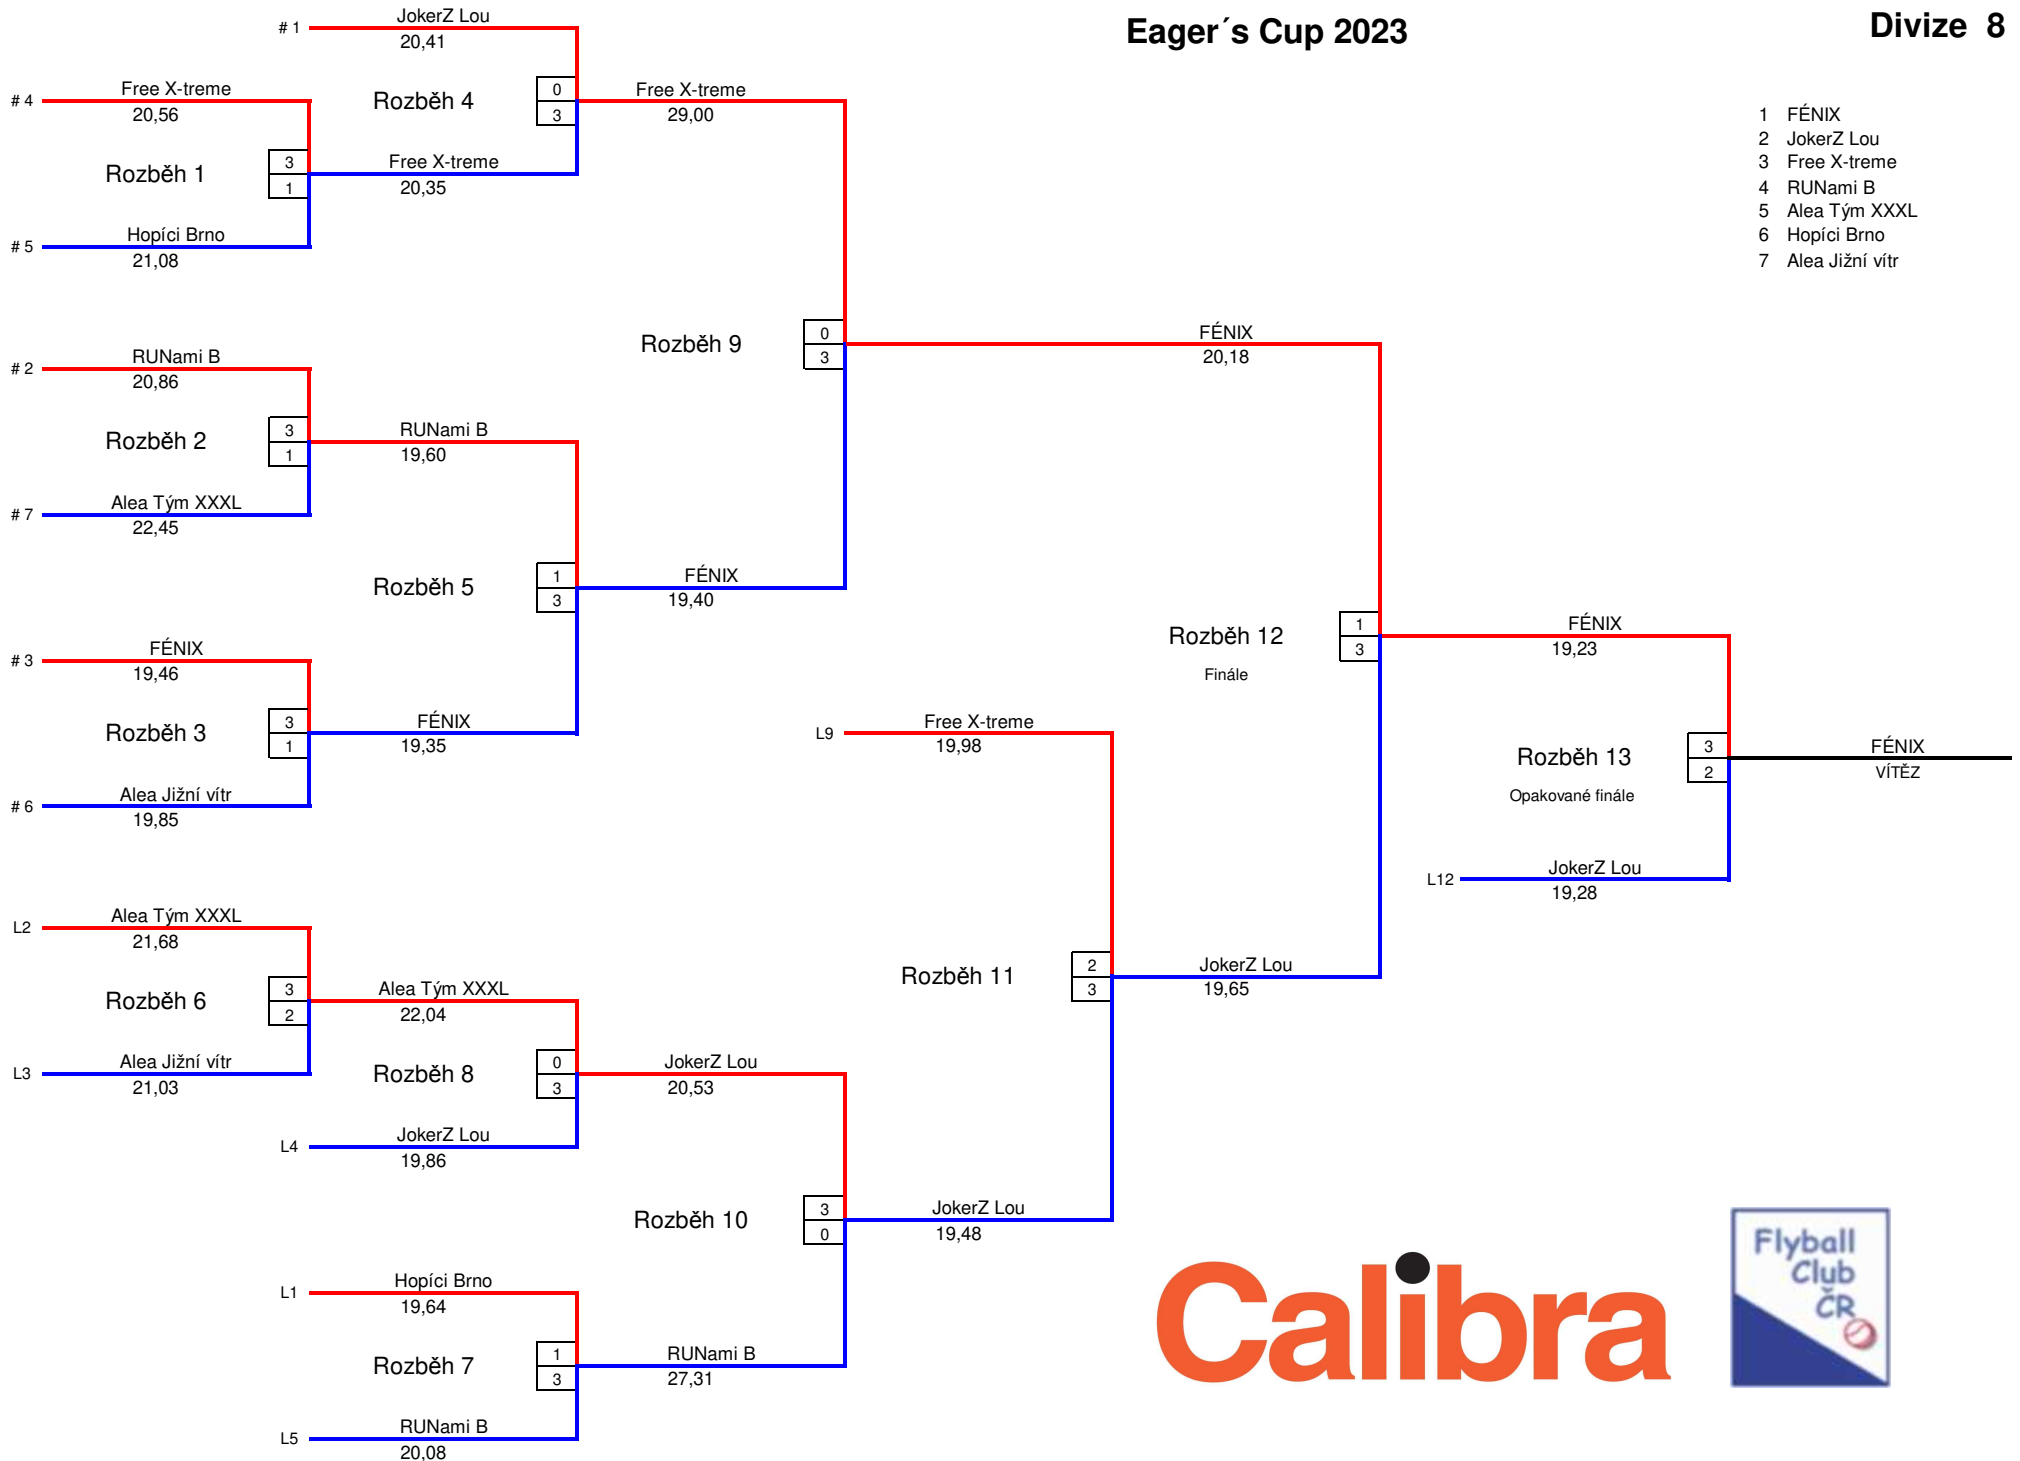 Eager´s Cup 2023
Divize 8
1 FÉNIX
2 JokerZ Lou
3 Free X-treme
4 RUNami B
5 Alea Tým XXXL
6 Hopíci Brno
7 Alea Jižní vítr
# 1
JokerZ Lou
20,41
# 4
Free X-treme
20,56
Rozběh 4
0
3
Free X-treme
29,00
Rozběh 1
3
1
Free X-treme
20,35
# 5
Hopíci Brno
21,08
Rozběh 9
0
3
FÉNIX
20,18
# 2
RUNami B
20,86
Rozběh 2
3
1
RUNami B
19,60
# 7
Alea Tým XXXL
22,45
Rozběh 5
1
3
FÉNIX
19,40
# 3
FÉNIX
19,46
Rozběh 3
3
1
FÉNIX
19,35
# 6
Alea Jižní vítr
19,85
Rozběh 12
Finále
1
3
FÉNIX
19,23
L9
Free X-treme
19,98
Rozběh 13
Opakované finále
3
2
FÉNIX
VÍTĚZ
L12
JokerZ Lou
19,28
L2
Alea Tým XXXL
21,68
Rozběh 6
3
2
Alea Tým XXXL
22,04
L3
Alea Jižní vítr
21,03
Rozběh 8
0
3
JokerZ Lou
20,53
L4
JokerZ Lou
19,86
Rozběh 11
2
3
JokerZ Lou
19,65
Rozběh 10
3
0
JokerZ Lou
19,48
L1
Hopíci Brno
19,64
Rozběh 7
1
3
RUNami B
27,31
L5
RUNami B
20,08
Calibra
Flyball
Club
ČR